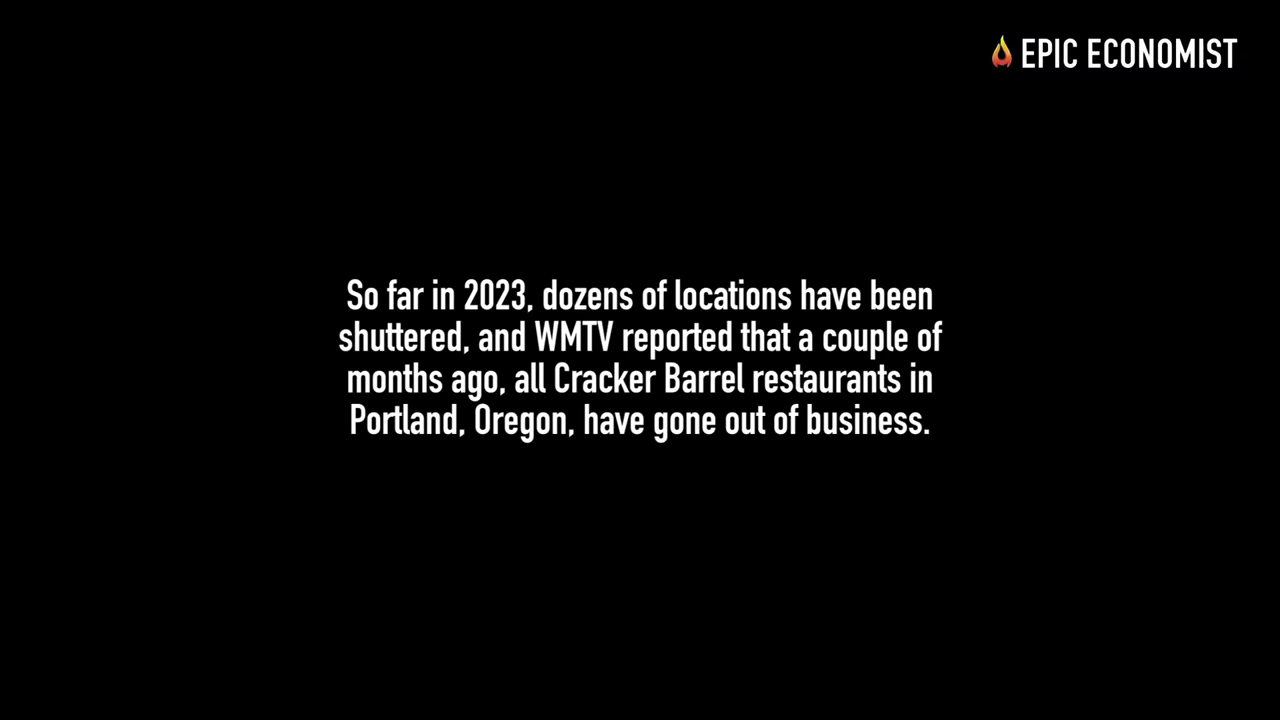 EPIC ECONOMIST
So far in 2023, dozens of locations have been
shuttered, and WMTV reported that a couple of
months ago, all Cracker Barrel restaurants in
Portland, Oregon, have gone out of business.